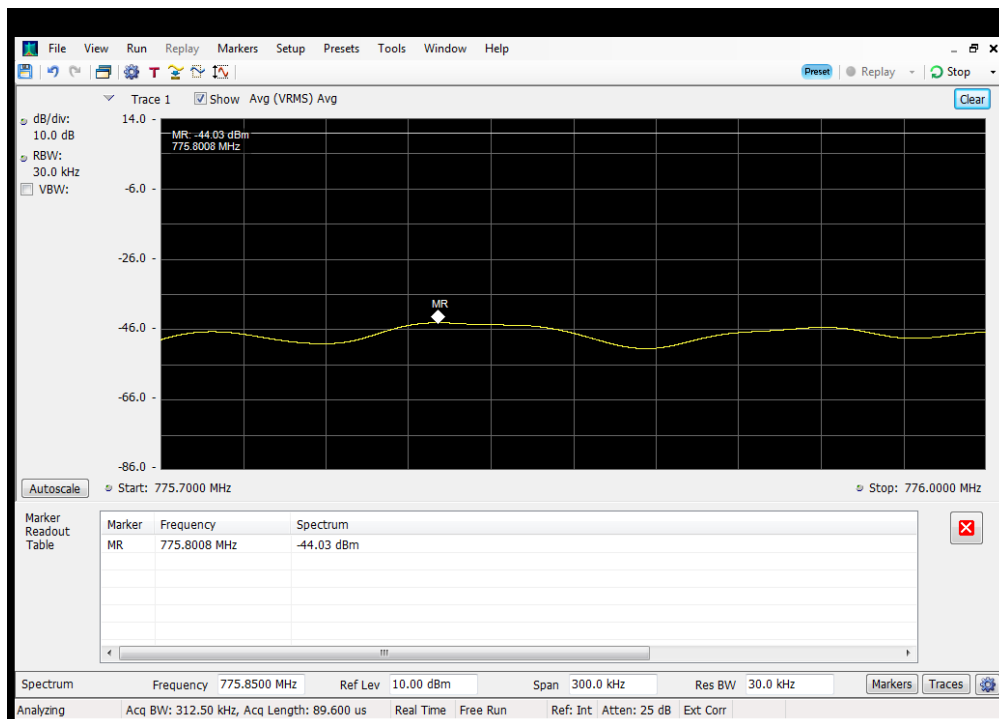 File View Run Replay Markers Setup Presets Tools Window Help
T Preset Replay Stop
Trace 1 Show Avg (VRMS) Avg Clear
dB/div:
10.0 dB
RBW:
30.0 kHz
VBW:
14.0
-6.0
-26.0
-46.0
-66.0
-86.0
MR: -44.03 dBm
775.8008 MHz
MR
Autoscale Start: 775.7000 MHz Stop: 776.0000 MHz
Marker
Readout
Table
Marker Frequency Spectrum
MR 775.8008 MHz -44.03 dBm
Spectrum Frequency 775.8500 MHz Ref Lev 10.00 dBm Span 300.0 kHz Res BW 30.0 kHz Markers Traces
Analyzing Acq BW: 312.50 kHz, Acq Length: 89.600 us Real Time Free Run Ref: Int Atten: 25 dB Ext Corr